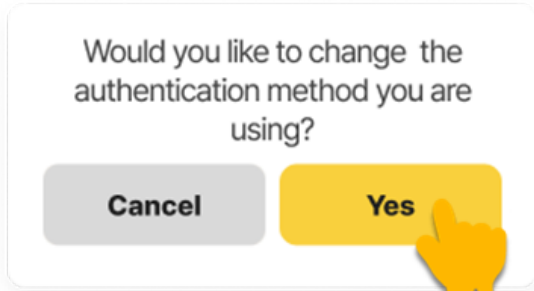 Would you like to change the
authentication method you are
using?
Cancel
Yes